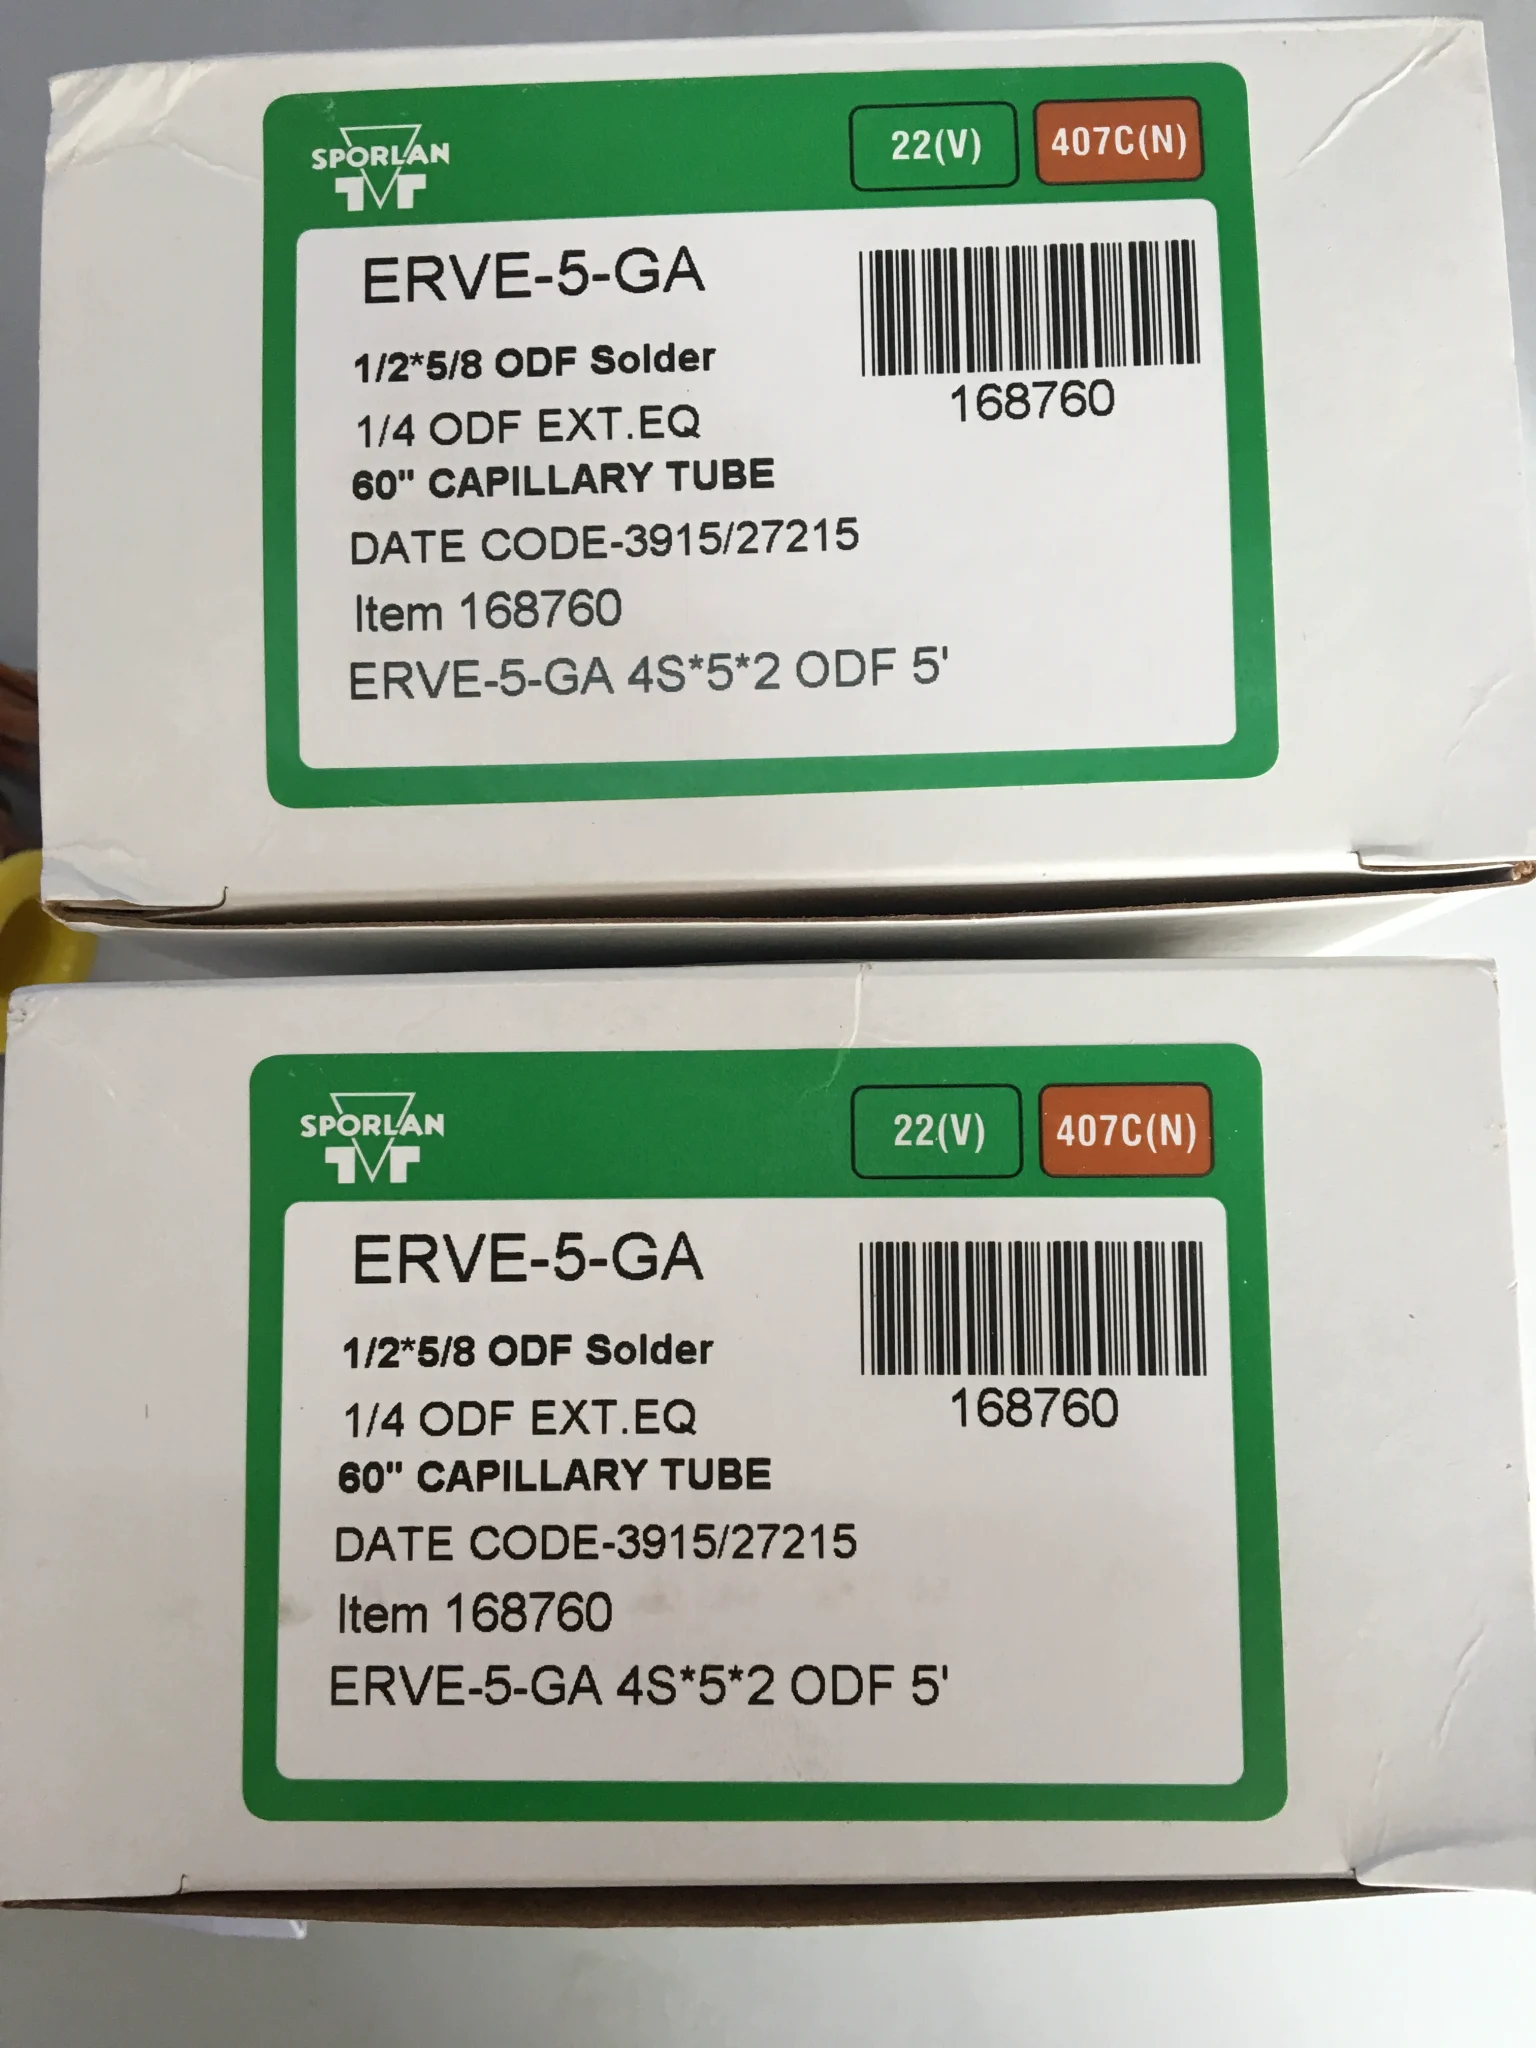 SPORLAN
22(V) 407C(N)
ERVE-5-GA
1/2*5/8 ODF Solder
1/4 ODF EXT.EQ
60" CAPILLARY TUBE
DATE CODE-3915/27215
Item 168760
ERVE-5-GA 4S*5*2 ODF 5'
168760
SPORLAN
22(V) 407C(N)
ERVE-5-GA
1/2*5/8 ODF Solder
1/4 ODF EXT.EQ
60" CAPILLARY TUBE
DATE CODE-3915/27215
Item 168760
ERVE-5-GA 4S*5*2 ODF 5'
168760